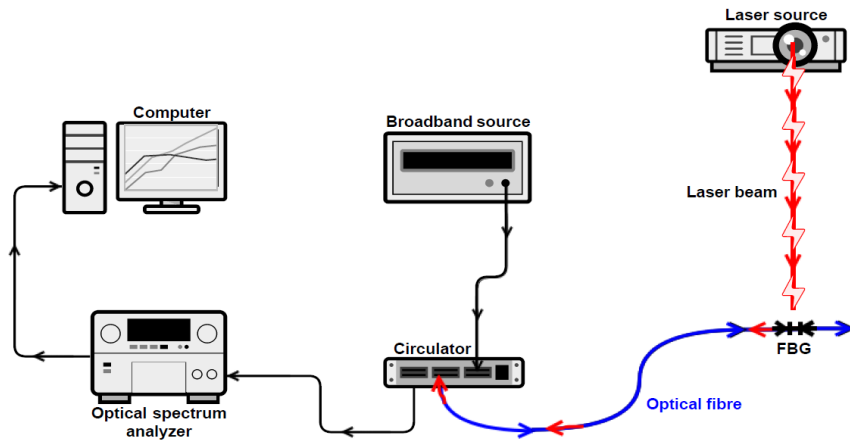 Laser source
Computer
Broadband source
Laser beam
Circulator
FBG
Optical fibre
Optical spectrum
analyzer